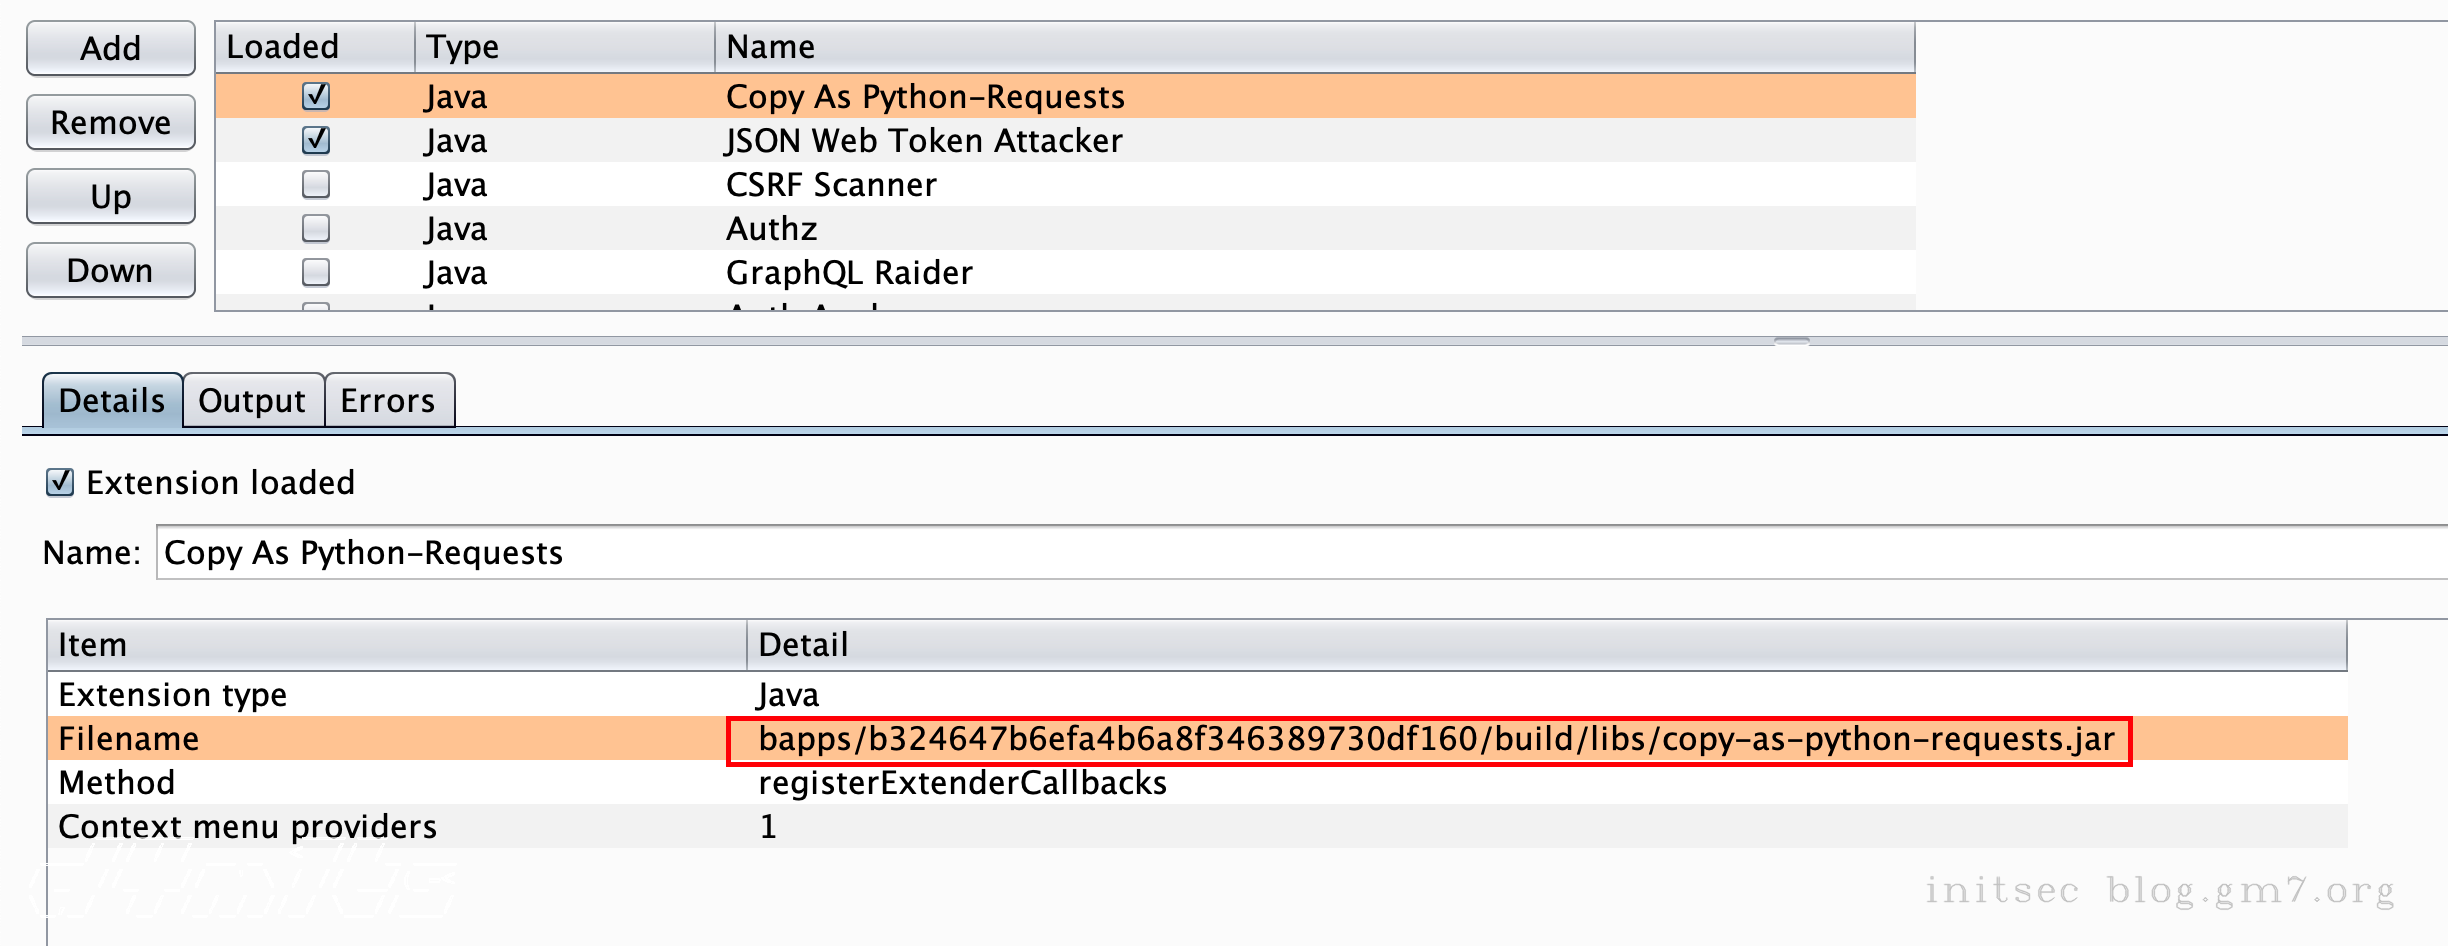 Add
Remove
Up
Down
Loaded Type Name
Java Copy As Python-Requests
Java JSON Web Token Attacker
Java CSRF Scanner
Java Authz
Java GraphQL Raider
Details Output Errors
Extension loaded
Name: Copy As Python-Requests
Item Detail
Extension type Java
Filename bapps/b324647b6efa4b6a8f346389730df160/build/libs/copy-as-python-requests.jar
Method registerExtenderCallbacks
Context menu providers 1
initsec blog.gm7.org